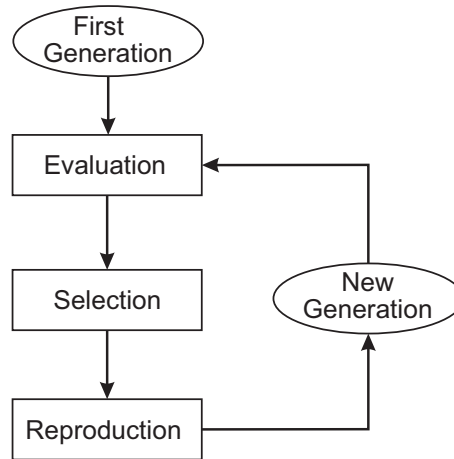 First
Generation
Evaluation
Selection
New
Generation
Reproduction